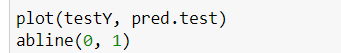 plot(testY, pred.test)
abline(0, 1)